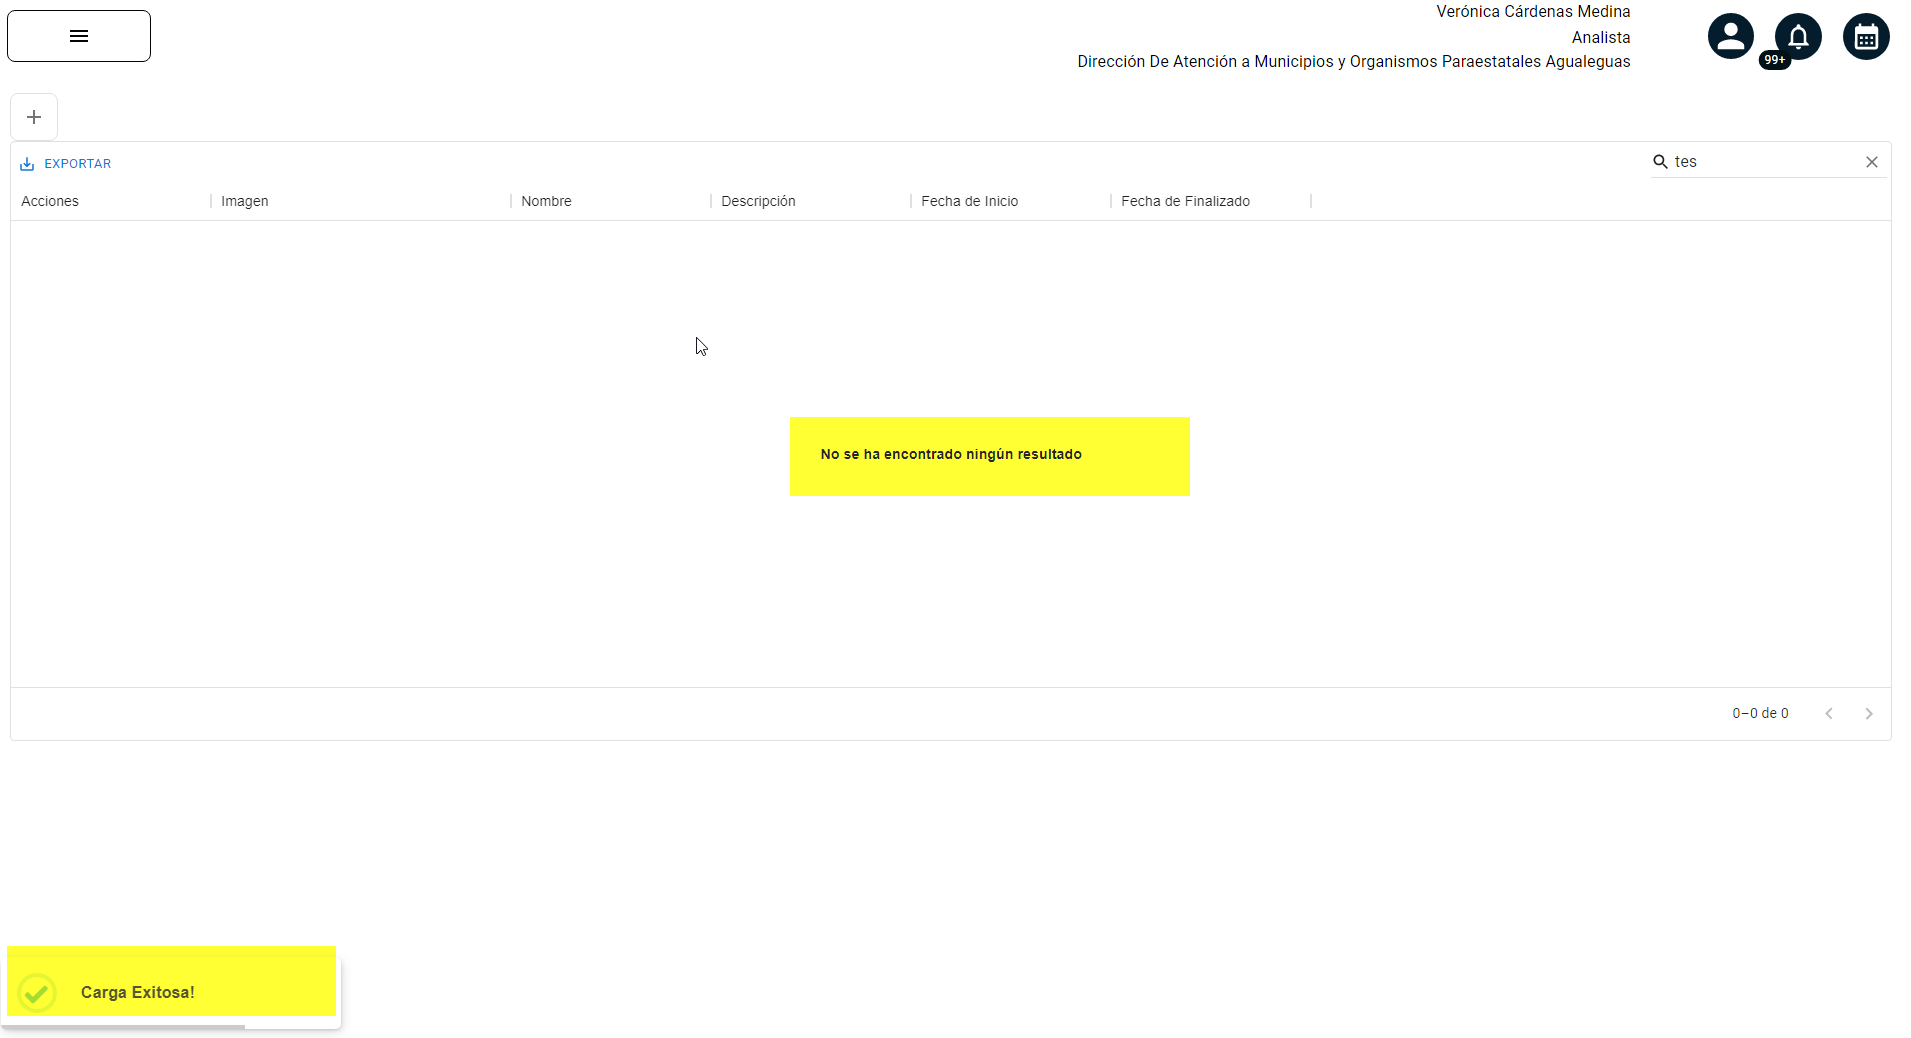 Verónica Cárdenas Medina
Analista
Dirección De Atención a Municipios y Organismos Paraestatales Agualeguas
99+
EXPORTAR
tes
Acciones Imagen Nombre Descripción Fecha de Inicio Fecha de Finalizado
No se ha encontrado ningún resultado
0–0 de 0
Carga Exitosa!